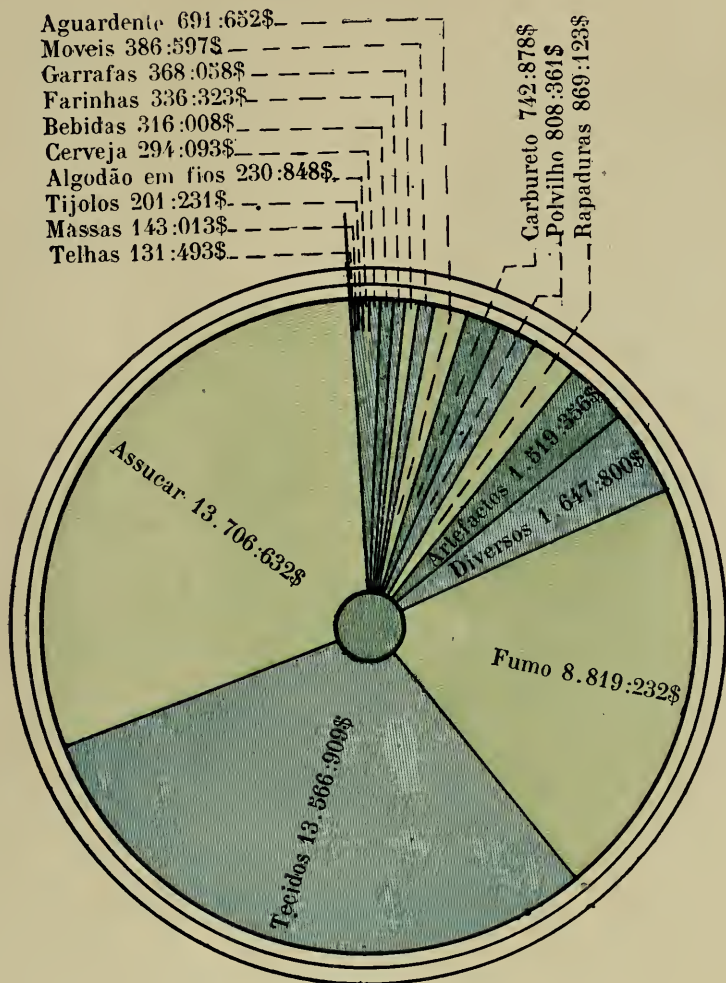 Aguardente 691:652$
Moveis 386:597$
Garrafas 368:058$
Farinhas 336:323$
Bebidas 316:008$
Cerveja 294:093$
Algodão em fios 230:848$
Tijolos 201:231$
Massas 143:013$
Telhas 131:493$
Carbureto 742:878$
Polvilho 808:361$
Rapaduras 869:123$
Assucar 13.706:632$
Artefactos 1.519:356$
Diversos 1.647:800$
Fumo 8.819:232$
Tecidos 13.566:909$